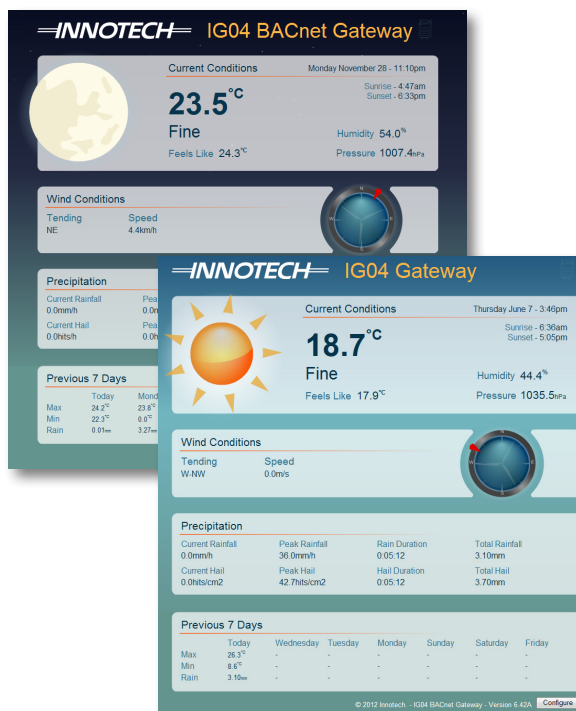 INNOTECH IG04 BACnet Gateway
Current Conditions Monday November 28 - 11:10pm
Sunrise - 4:47am
Sunset - 6:33pm
23.5°C
Fine
Humidity 54.0%
Feels Like 24.3°C Pressure 1007.4hPa
Wind Conditions
Tending Speed
NE 4.4km/h
Precipitation
Current Rainfall
0.0mm/h
Current Hail
0.0hits/h
Previous 7 Days
Today
Max 24.2°C 23.8°C
Min 22.3°C 0.0°C
Rain 0.01mm 3.27mm
INNOTECH IG04 Gateway
Current Conditions Thursday June 7 - 3:46pm
Sunrise - 6:36am
Sunset - 5:05pm
18.7°C
Fine
Humidity 44.4%
Feels Like 17.9°C Pressure 1035.5hPa
Wind Conditions
Tending Speed
W-NW 0.0m/s
N
W E
S
Precipitation
Current Rainfall Peak Rainfall Rain Duration Total Rainfall
0.0mm/h 36.0mm/h 0:05:12 3.10mm
Current Hail Peak Hail Hail Duration Total Hail
0.0hits/cm2 42.7hits/cm2 0:05:12 3.70mm
Previous 7 Days
Today Wednesday Tuesday Monday Sunday Saturday Friday
Max 26.3°C - - - - - -
Min 8.6°C - - - - - -
Rain 3.10mm - - - - - -
© 2012 Innotech - IG04 BACnet Gateway - Version 6.42A Configure